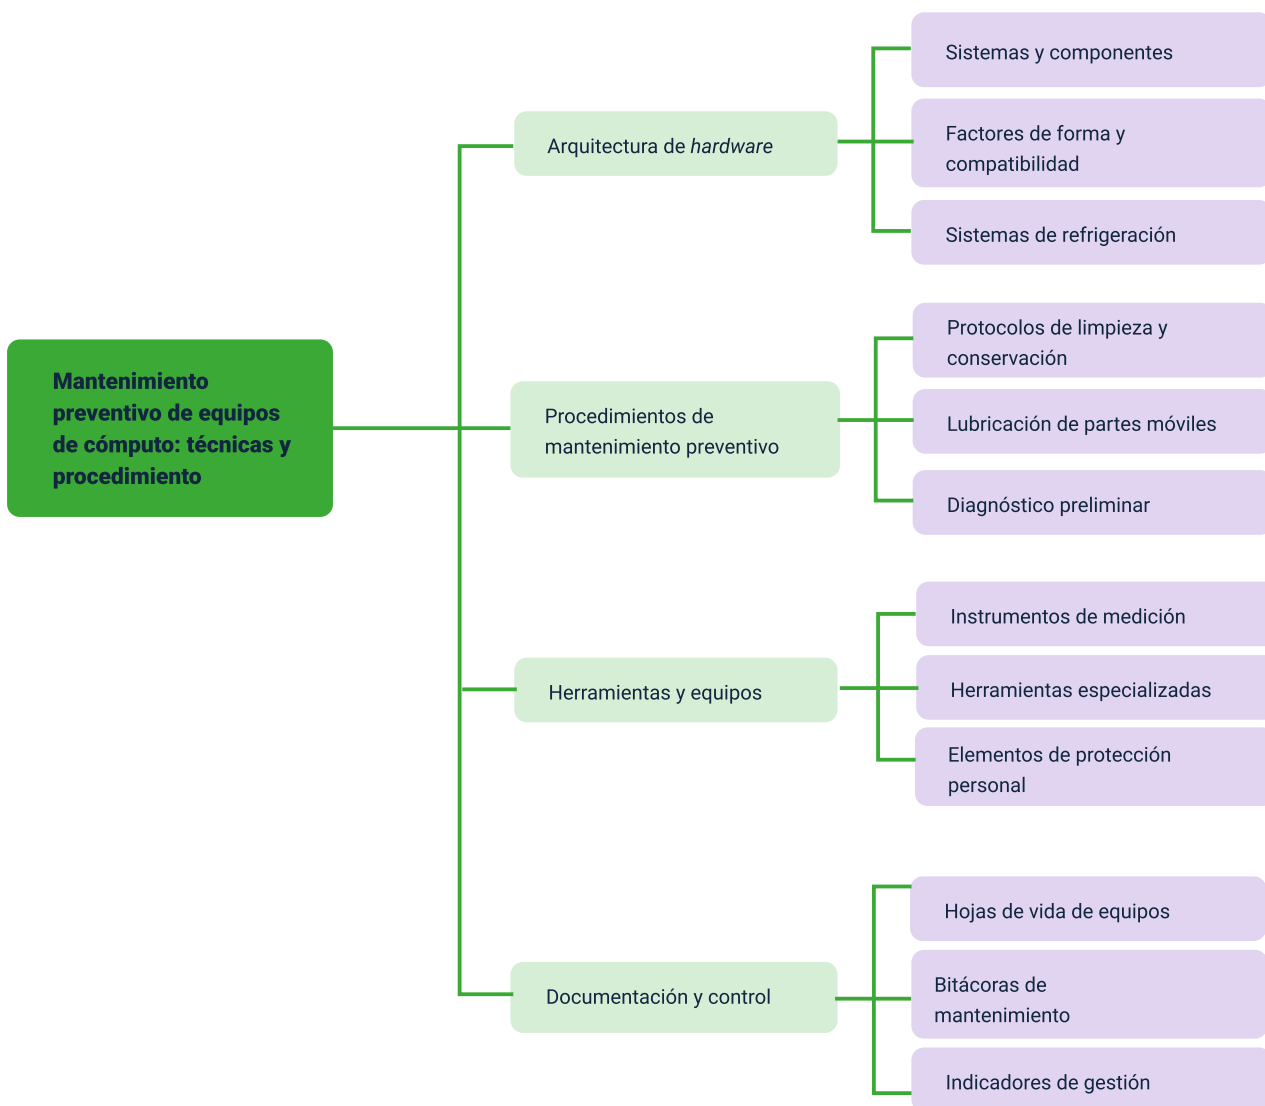 Mantenimiento
preventivo de equipos
de cómputo: técnicas y
procedimiento
Arquitectura de hardware
Sistemas y componentes
Factores de forma y
compatibilidad
Sistemas de refrigeración
Procedimientos de
mantenimiento preventivo
Protocolos de limpieza y
conservación
Lubricación de partes móviles
Diagnóstico preliminar
Herramientas y equipos
Instrumentos de medición
Herramientas especializadas
Elementos de protección
personal
Documentación y control
Hojas de vida de equipos
Bitácoras de
mantenimiento
Indicadores de gestión